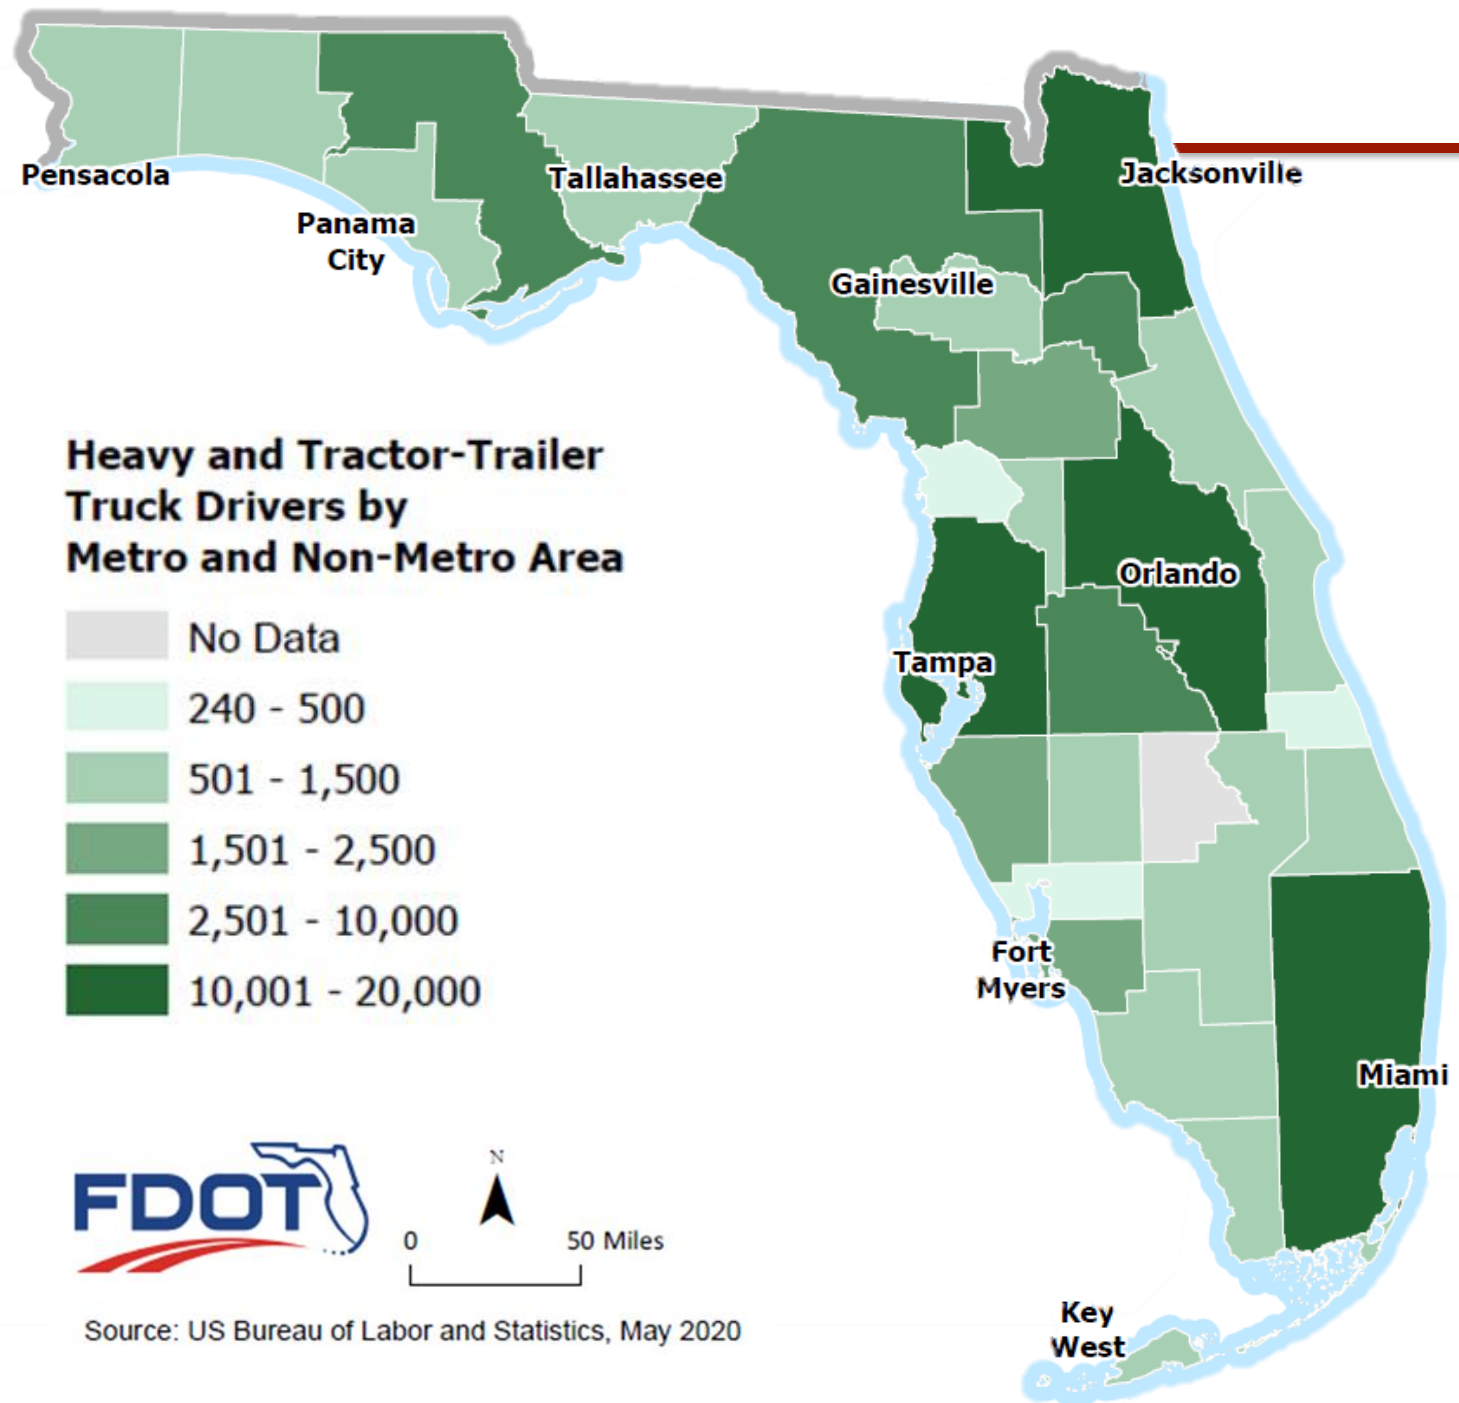 Pensacola
Tallahassee
Jacksonville
Panama
City
Gainesville
Heavy and Tractor-Trailer
Truck Drivers by
Metro and Non-Metro Area
No Data
240 - 500
501 - 1,500
1,501 - 2,500
2,501 - 10,000
10,001 - 20,000
Orlando
Tampa
Fort
Myers
Miami
FDOT
N
0
50 Miles
Source: US Bureau of Labor and Statistics, May 2020
Key
West